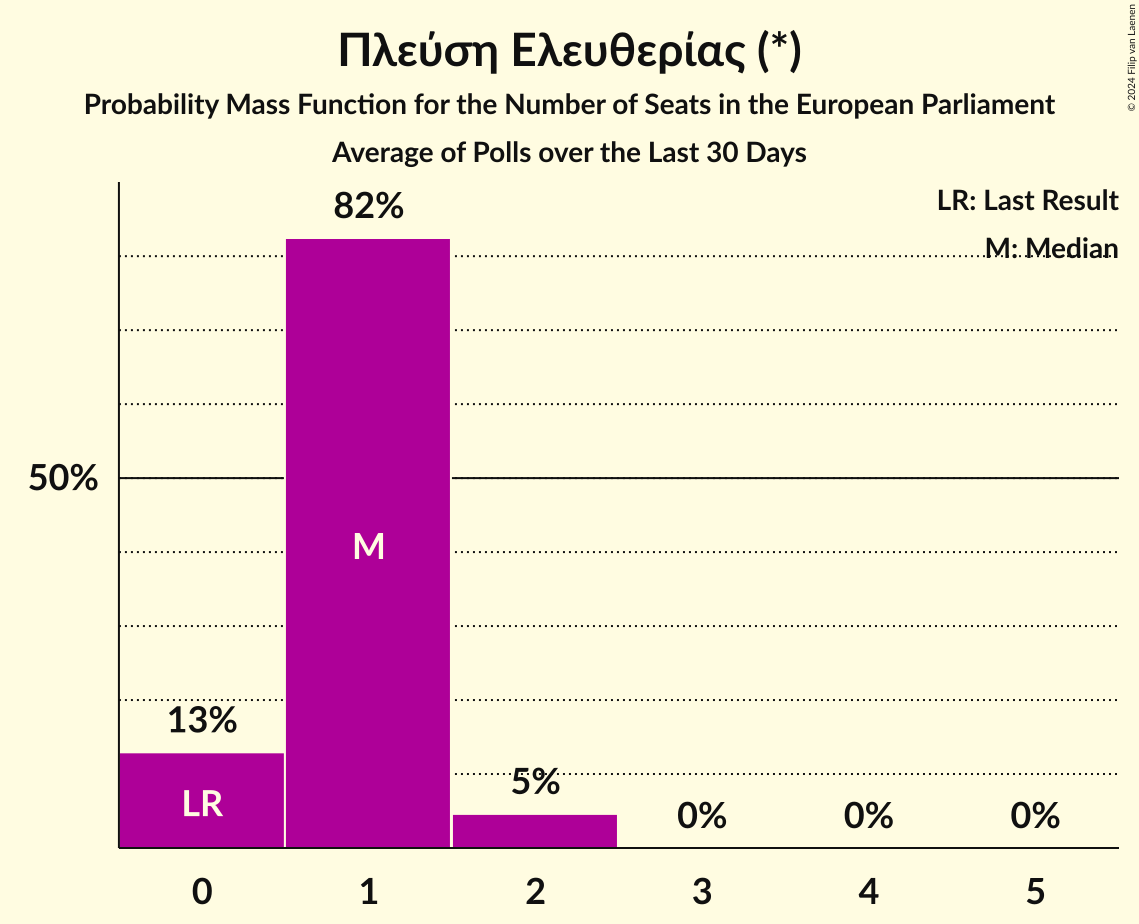 Πλεύση Ελευθερίας (*)
Probability Mass Function for the Number of Seats in the European Parliament
Average of Polls over the Last 30 Days
© 2024 Filip van Laenen
LR: Last Result
M: Median
82%
50%
M
13%
LR
5%
0%
0%
0%
0
1
2
3
4
5